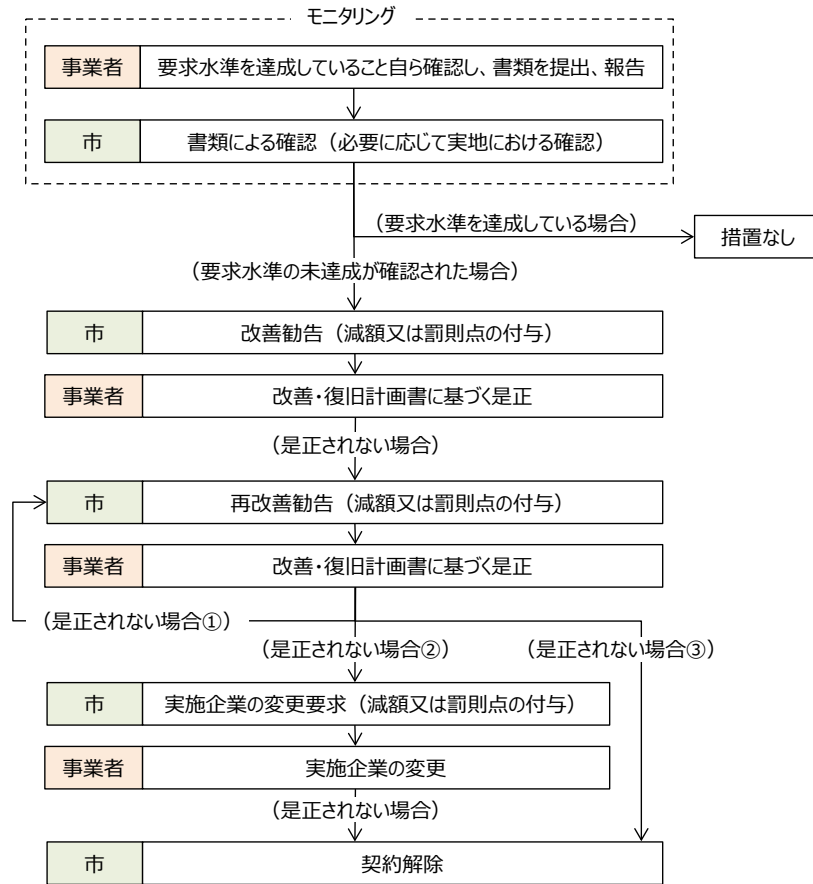 モニタリング
事業者 要求水準を達成していること自ら確認し、書類を提出、報告
市 書類による確認（必要に応じて実地における確認）
（要求水準を達成している場合）
措置なし
（要求水準の未達成が確認された場合）
市 改善勧告（減額又は罰則点の付与）
事業者 改善・復旧計画書に基づく是正
（是正されない場合）
市 再改善勧告（減額又は罰則点の付与）
事業者 改善・復旧計画書に基づく是正
（是正されない場合①）
（是正されない場合②）
（是正されない場合③）
市 実施企業の変更要求（減額又は罰則点の付与）
事業者 実施企業の変更
（是正されない場合）
市 契約解除